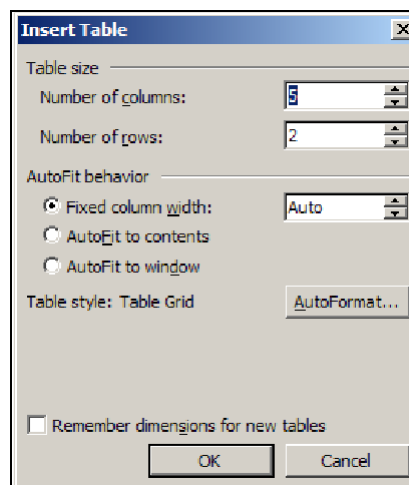 Insert Table
Table size
Number of columns: 5
Number of rows: 2
AutoFit behavior
Fixed column width: Auto
AutoFit to contents
AutoFit to window
Table style: Table Grid AutoFormat...
Remember dimensions for new tables
OK Cancel